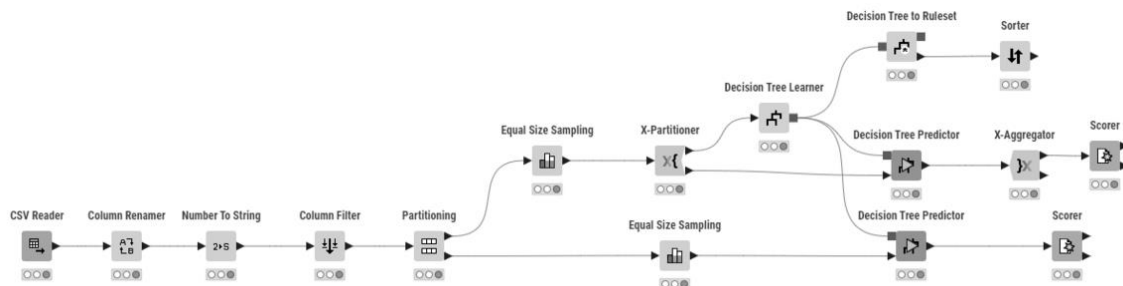 Decision Tree to Ruleset
Sorter
Decision Tree Learner
Equal Size Sampling
X-Partitioner
Decision Tree Predictor
X-Aggregator
Scorer
CSV Reader
Column Renamer
Number To String
Column Filter
Partitioning
Equal Size Sampling
Decision Tree Predictor
Scorer